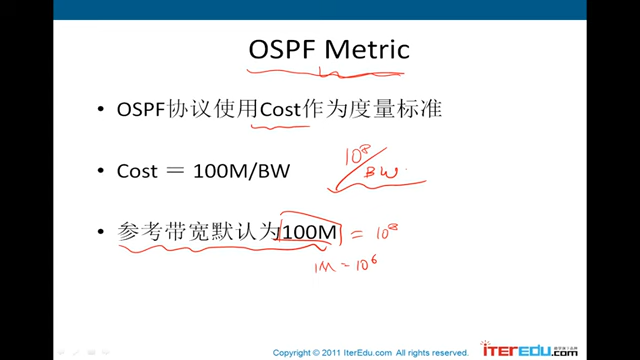 OSPF Metric
• OSPF协议使用Cost作为度量标准
• Cost = 100M/BW
10⁸/BW
• 参考带宽默认为100M = 10⁸
1M = 10⁶
Copyright © 2011 IterEdu.com All rights reserved.
iTEREDU.com